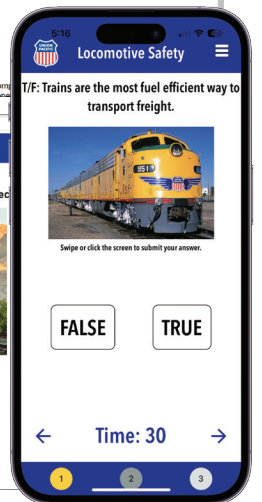 5:16
UNION PACIFIC
Locomotive Safety
T/F: Trains are the most fuel efficient way to
transport freight.
951
Swipe or click the screen to submit your answer.
FALSE
TRUE
Time: 30
1
2
3